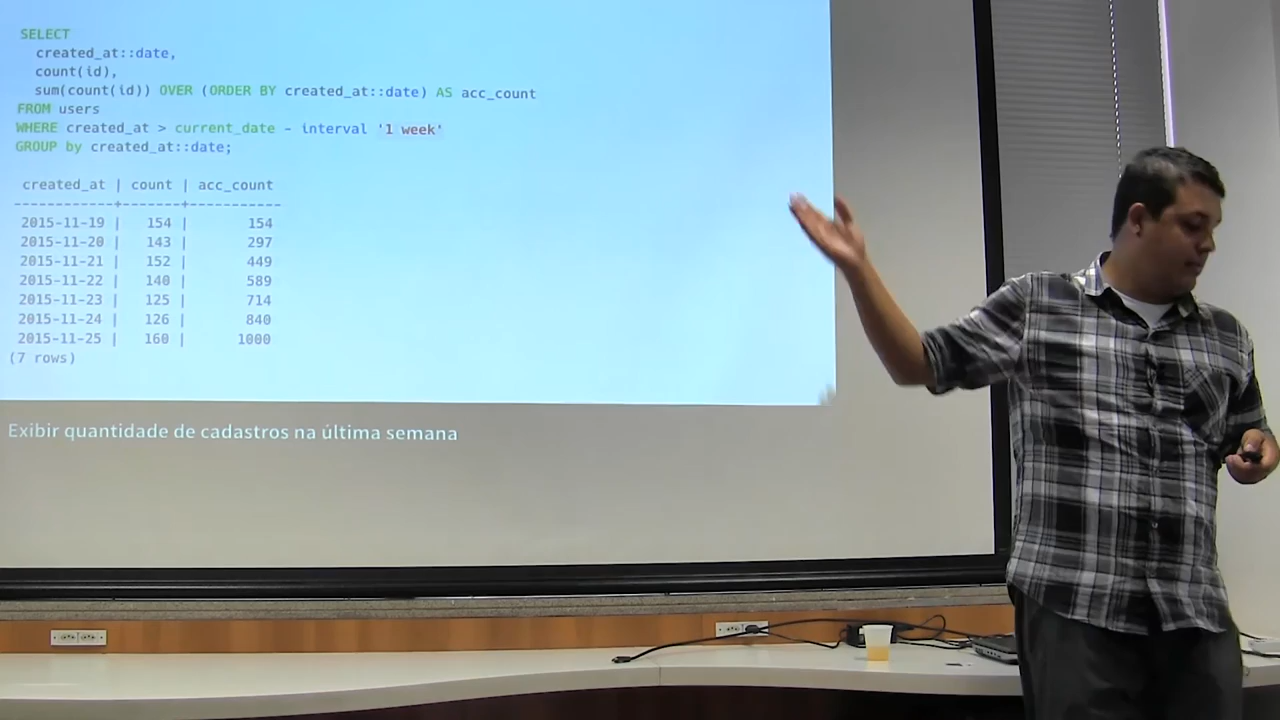 SELECT
created_at::date,
count(id),
sum(count(id)) OVER (ORDER BY created_at::date) AS acc_count
FROM users
WHERE created_at > current_date - interval '1 week'
GROUP by created_at::date;
created_at | count | acc_count
------------+-------+-----------
2015-11-19 | 154 | 154
2015-11-20 | 143 | 297
2015-11-21 | 152 | 449
2015-11-22 | 140 | 589
2015-11-23 | 125 | 714
2015-11-24 | 126 | 840
2015-11-25 | 160 | 1000
(7 rows)
Exibir quantidade de cadastros na última semana